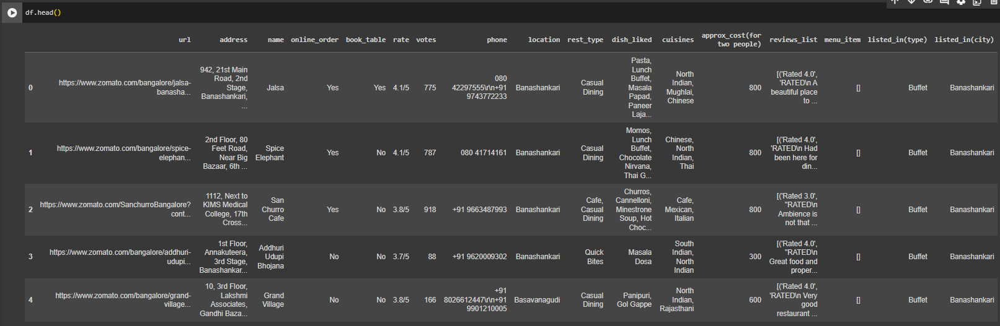 df.head()
url address name online_order book_table rate votes phone location rest_type dish_liked cuisines approx_cost(for two people) reviews_list menu_item listed_in(type) listed_in(city)
0 https://www.zomato.com/bangalore/jalsa-banasha... 942, 21st Main Road, 2nd Stage, Banashankari, ... Jalsa Yes Yes 4.1/5 775 080 42297555\r\n+91 9743772233 Banashankari Casual Dining Pasta, Lunch Buffet, Masala Papad, Paneer Laja... North Indian, Mughlai, Chinese 800 [('Rated 4.0', 'RATED\n A beautiful place to ... [] Buffet Banashankari
1 https://www.zomato.com/bangalore/spice-elephan... 2nd Floor, 80 Feet Road, Near Big Bazaar, 6th ... Spice Elephant Yes No 4.1/5 787 080 41714161 Banashankari Casual Dining Momos, Lunch Buffet, Chocolate Nirvana, Thai G... Chinese, North Indian, Thai 800 [('Rated 4.0', 'RATED\n Had been here for din... [] Buffet Banashankari
2 https://www.zomato.com/SanchurroBangalore?cont... 1112, Next to KIMS Medical College, 17th Cross... San Churro Cafe Yes No 3.8/5 918 +91 9663487993 Banashankari Cafe, Casual Dining Churros, Cannelloni, Minestrone Soup, Hot Choc... Cafe, Mexican, Italian 800 [('Rated 3.0', "RATED\n Ambience is not that ... [] Buffet Banashankari
3 https://www.zomato.com/bangalore/addhuri-udupi... 1st Floor, Annakuteera, 3rd Stage, Banashankar... Addhuri Udupi Bhojana No No 3.7/5 88 +91 9620009302 Banashankari Quick Bites Masala Dosa South Indian, North Indian 300 [('Rated 4.0', "RATED\n Great food and proper... [] Buffet Banashankari
4 https://www.zomato.com/bangalore/grand-village... 10, 3rd Floor, Lakshmi Associates, Gandhi Baza... Grand Village No No 3.8/5 166 +91 8026612447\r\n+91 9901210005 Basavanagudi Casual Dining Panipuri, Gol Gappe North Indian, Rajasthani 600 [('Rated 4.0', 'RATED\n Very good restaurant ... [] Buffet Banashankari